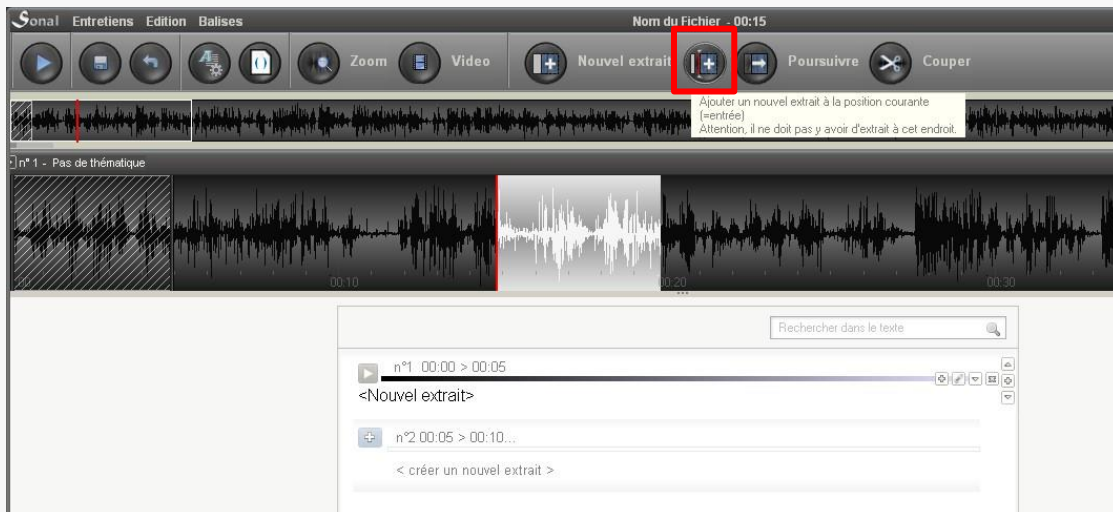 Sonal Entretiens Edition Balises Nom du Fichier - 00:15
Zoom Video Nouvel extrait Poursuivre Couper
Ajouter un nouvel extrait à la position courante
(=entrée)
Attention, il ne doit pas y avoir d'extrait à cet endroit.
n° 1 - Pas de thématique
:00 00:10 00:20 00:30
Rechercher dans le texte
n°1 00:00 > 00:05
<Nouvel extrait>
n°2 00:05 > 00:10...
< créer un nouvel extrait >